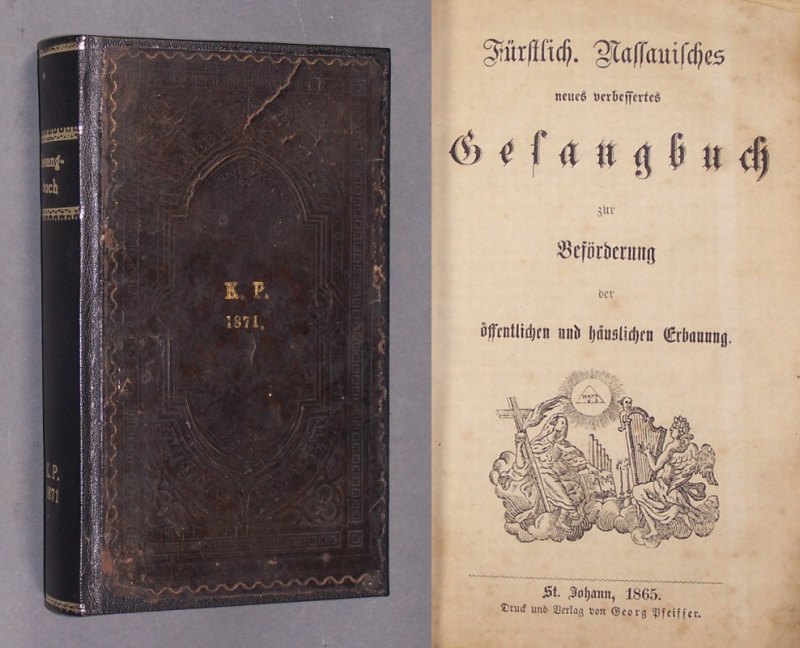 esang-
buch
K. P.
1871
K. P.
1871.
Fürstlich. Nassauisches
neues verbessertes
Gesangbuch
zur
Beförderung
der
öffentlichen und häuslichen Erbauung.
St. Johann, 1865.
Druck und Verlag von Georg Pfeiffer.